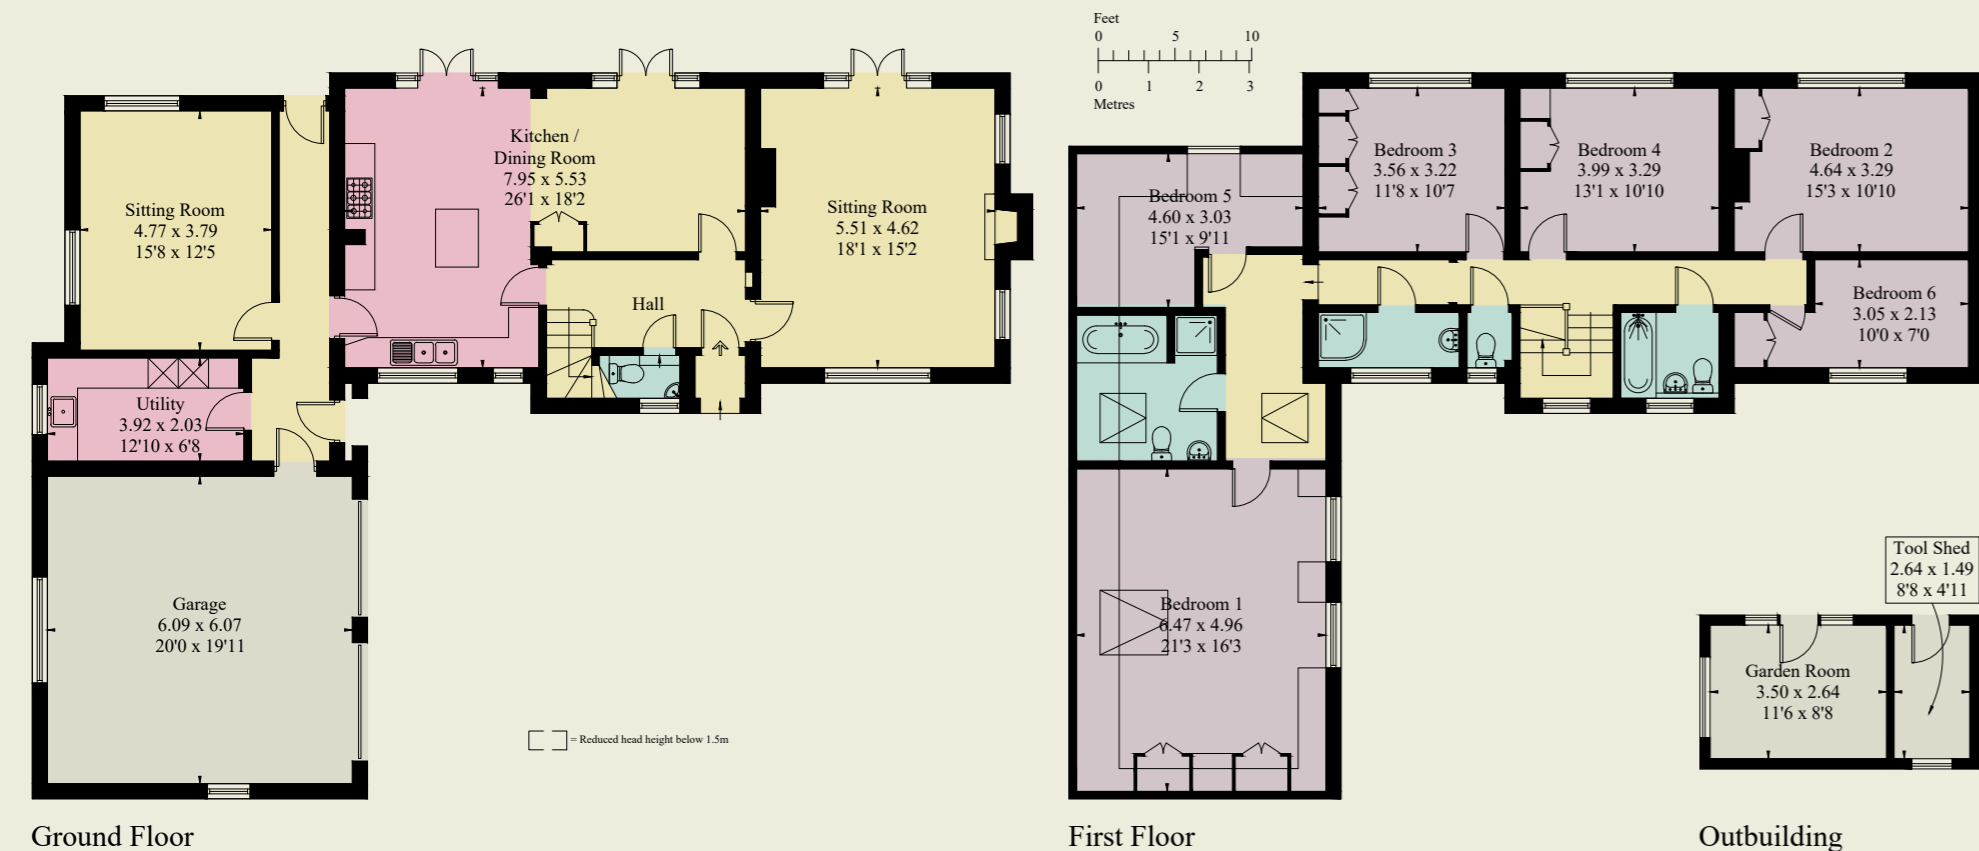 Feet
0 5 10
0 1 2 3
Metres
Kitchen /
Dining Room
7.95 x 5.53
26'1 x 18'2
Sitting Room
4.77 x 3.79
15'8 x 12'5
Sitting Room
5.51 x 4.62
18'1 x 15'2
Hall
Utility
3.92 x 2.03
12'10 x 6'8
Garage
6.09 x 6.07
20'0 x 19'11
= Reduced head height below 1.5m
Ground Floor
Bedroom 3
3.56 x 3.22
11'8 x 10'7
Bedroom 4
3.99 x 3.29
13'1 x 10'10
Bedroom 2
4.64 x 3.29
15'3 x 10'10
Bedroom 5
4.60 x 3.03
15'1 x 9'11
Bedroom 6
3.05 x 2.13
10'0 x 7'0
Bedroom 1
6.47 x 4.96
21'3 x 16'3
First Floor
Tool Shed
2.64 x 1.49
8'8 x 4'11
Garden Room
3.50 x 2.64
11'6 x 8'8
Outbuilding